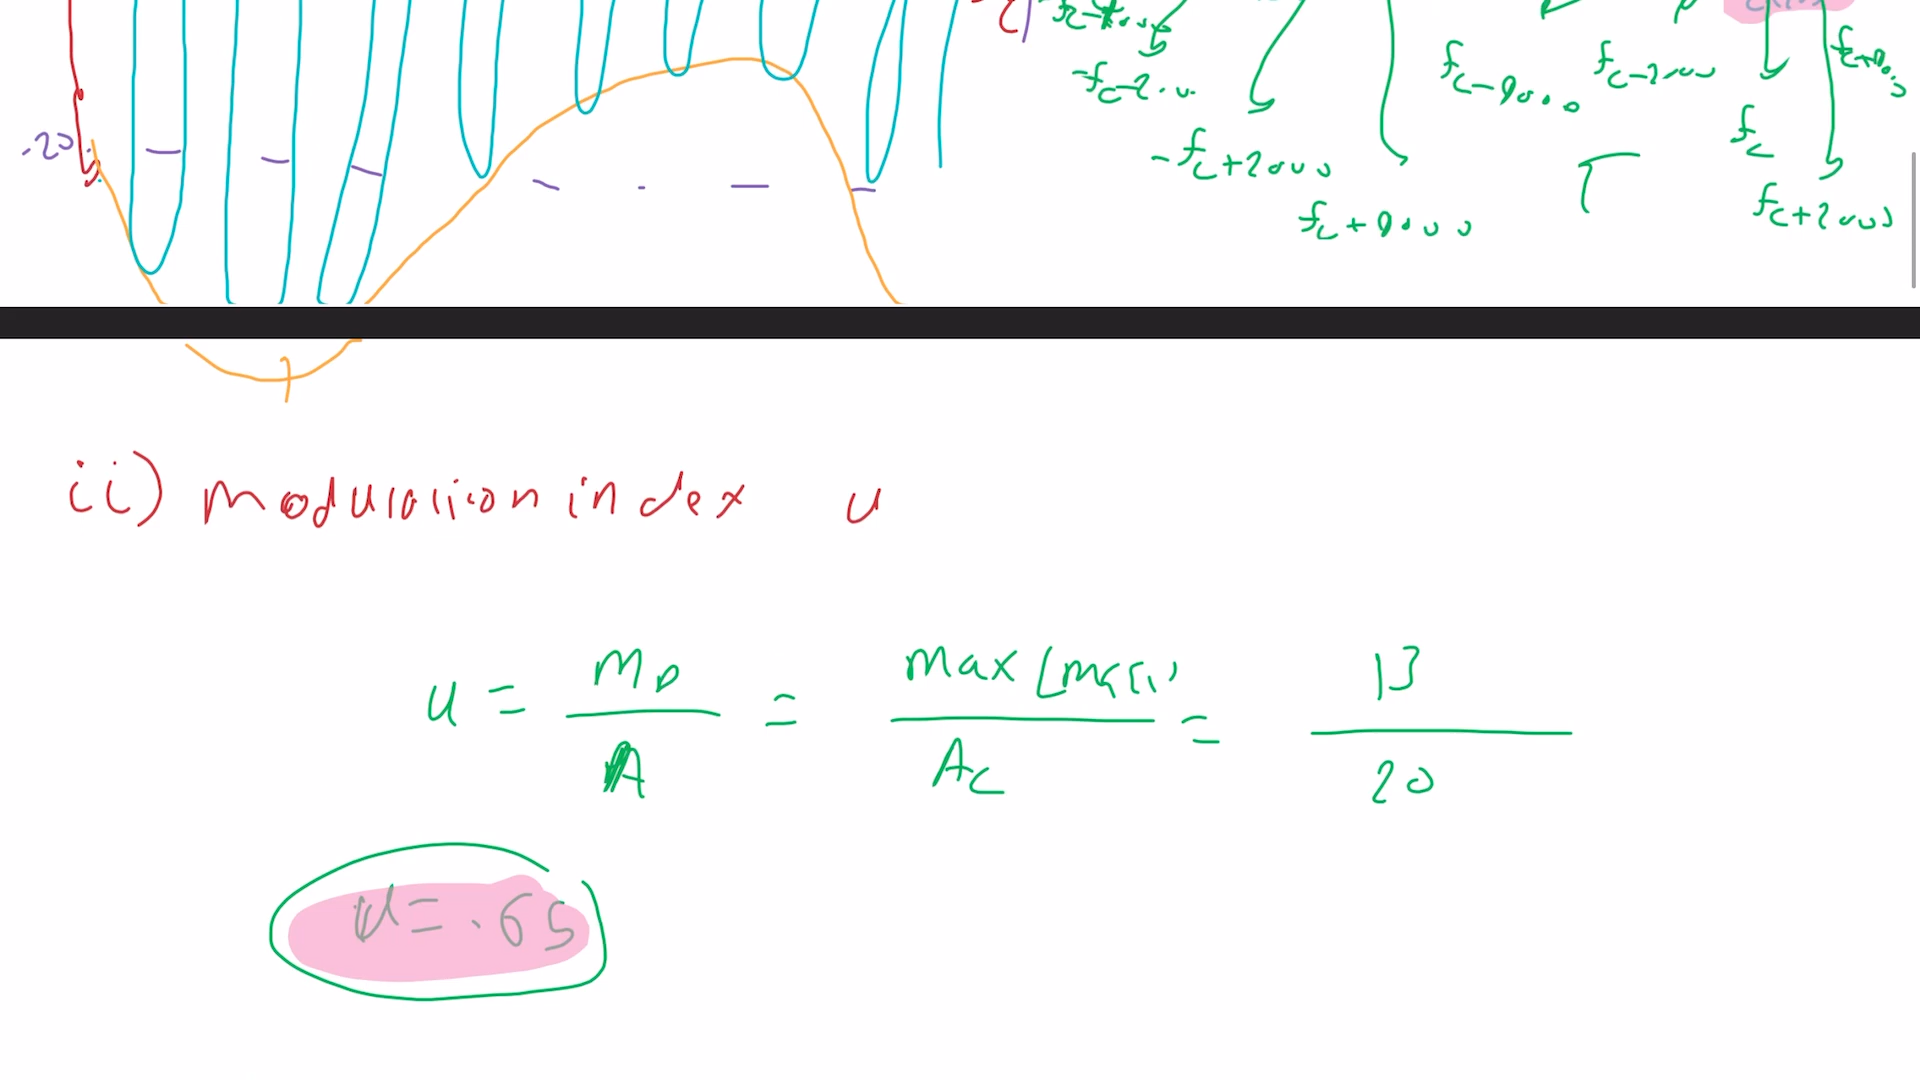 -20
-fc-2000
-fc+2000
fc+9000
fc-9000
fc-2000
fc
fc+2000
ii) modulation index u
u = mp / A = max [m(t)] / Ac = 13 / 20
u = .65